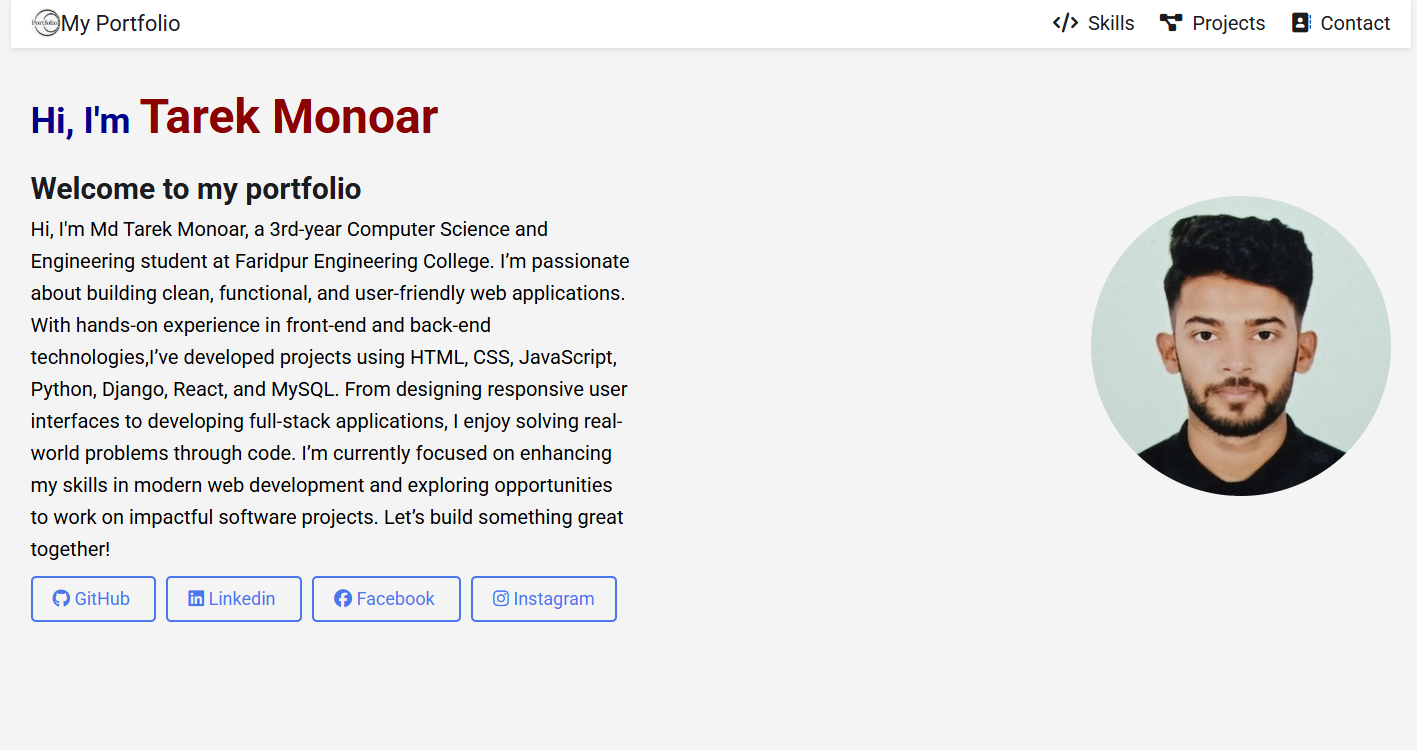 Portfolio
My Portfolio
Skills
Projects
Contact
Hi, I'm Tarek Monoar
Welcome to my portfolio
Hi, I'm Md Tarek Monoar, a 3rd-year Computer Science and
Engineering student at Faridpur Engineering College. I’m passionate
about building clean, functional, and user-friendly web applications.
With hands-on experience in front-end and back-end
technologies,I’ve developed projects using HTML, CSS, JavaScript,
Python, Django, React, and MySQL. From designing responsive user
interfaces to developing full-stack applications, I enjoy solving real-
world problems through code. I’m currently focused on enhancing
my skills in modern web development and exploring opportunities
to work on impactful software projects. Let’s build something great
together!
GitHub
Linkedin
Facebook
Instagram